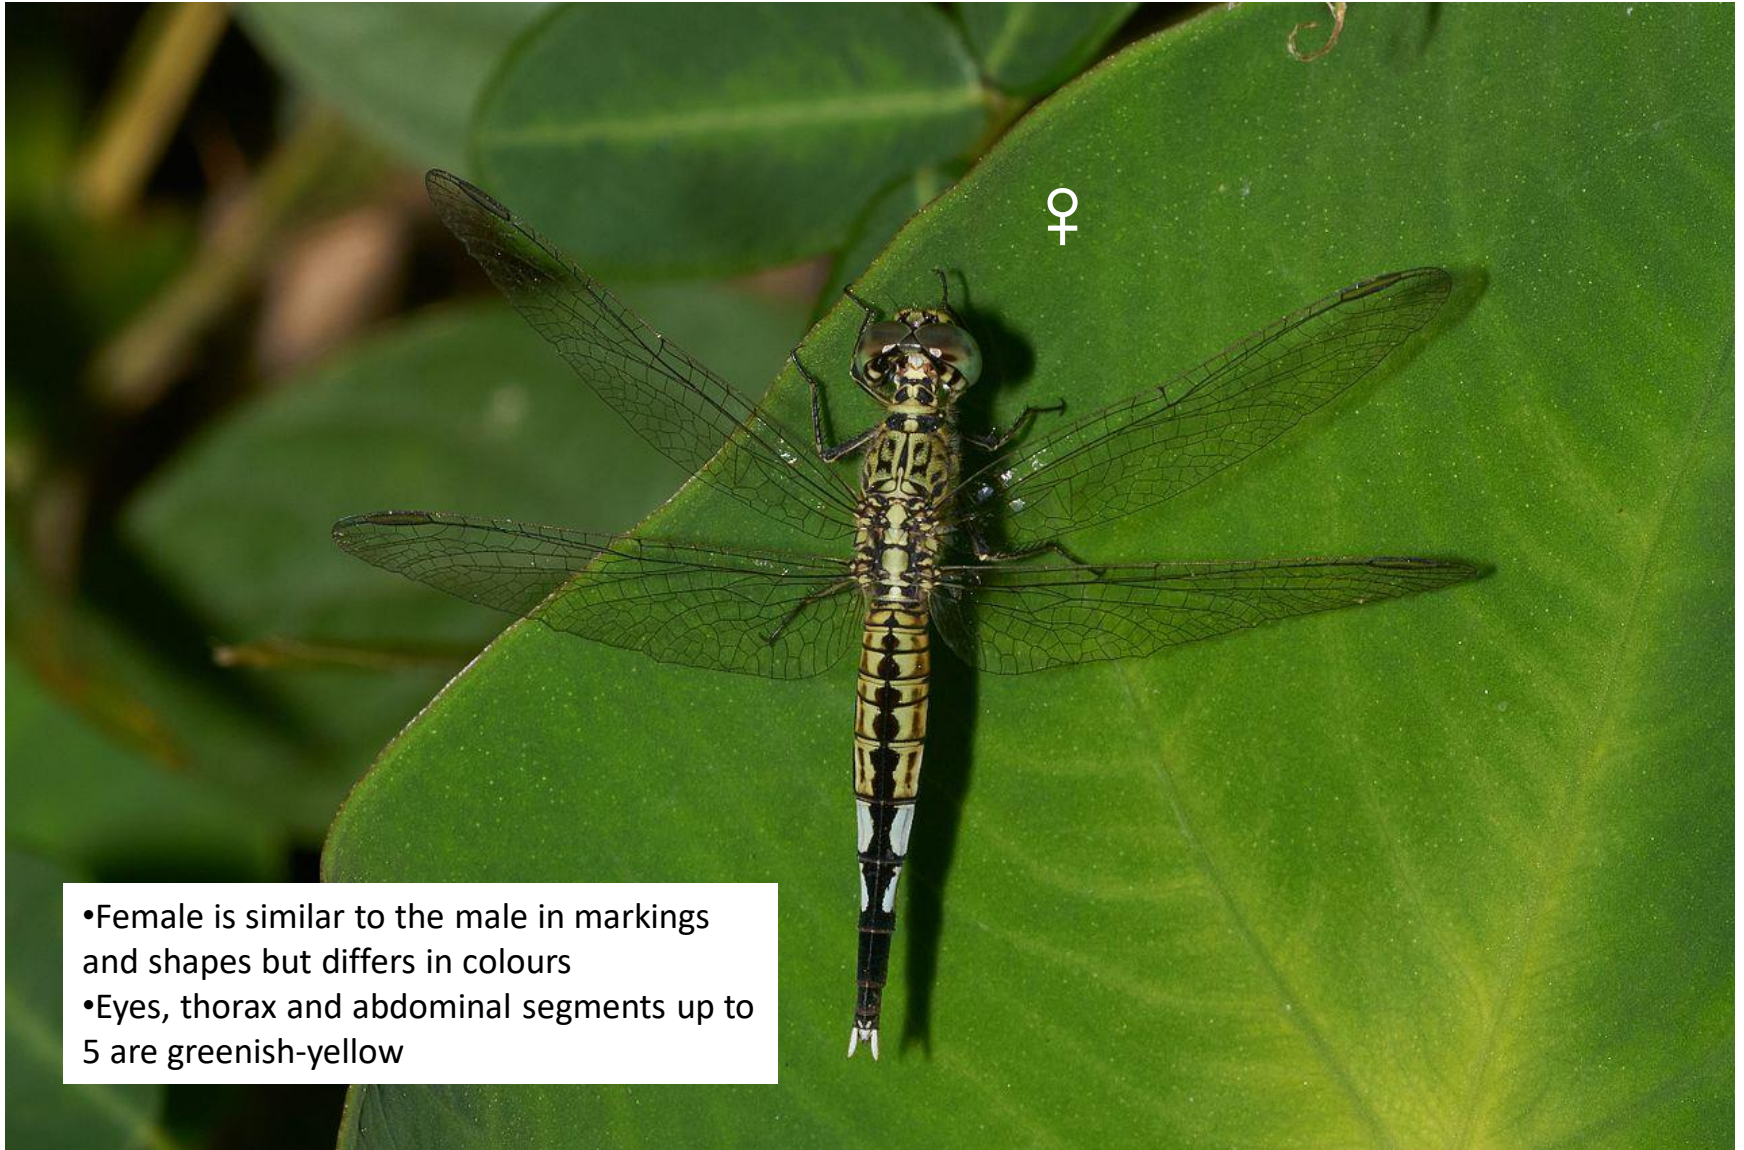 ♀
•Female is similar to the male in markings
and shapes but differs in colours
•Eyes, thorax and abdominal segments up to
5 are greenish-yellow